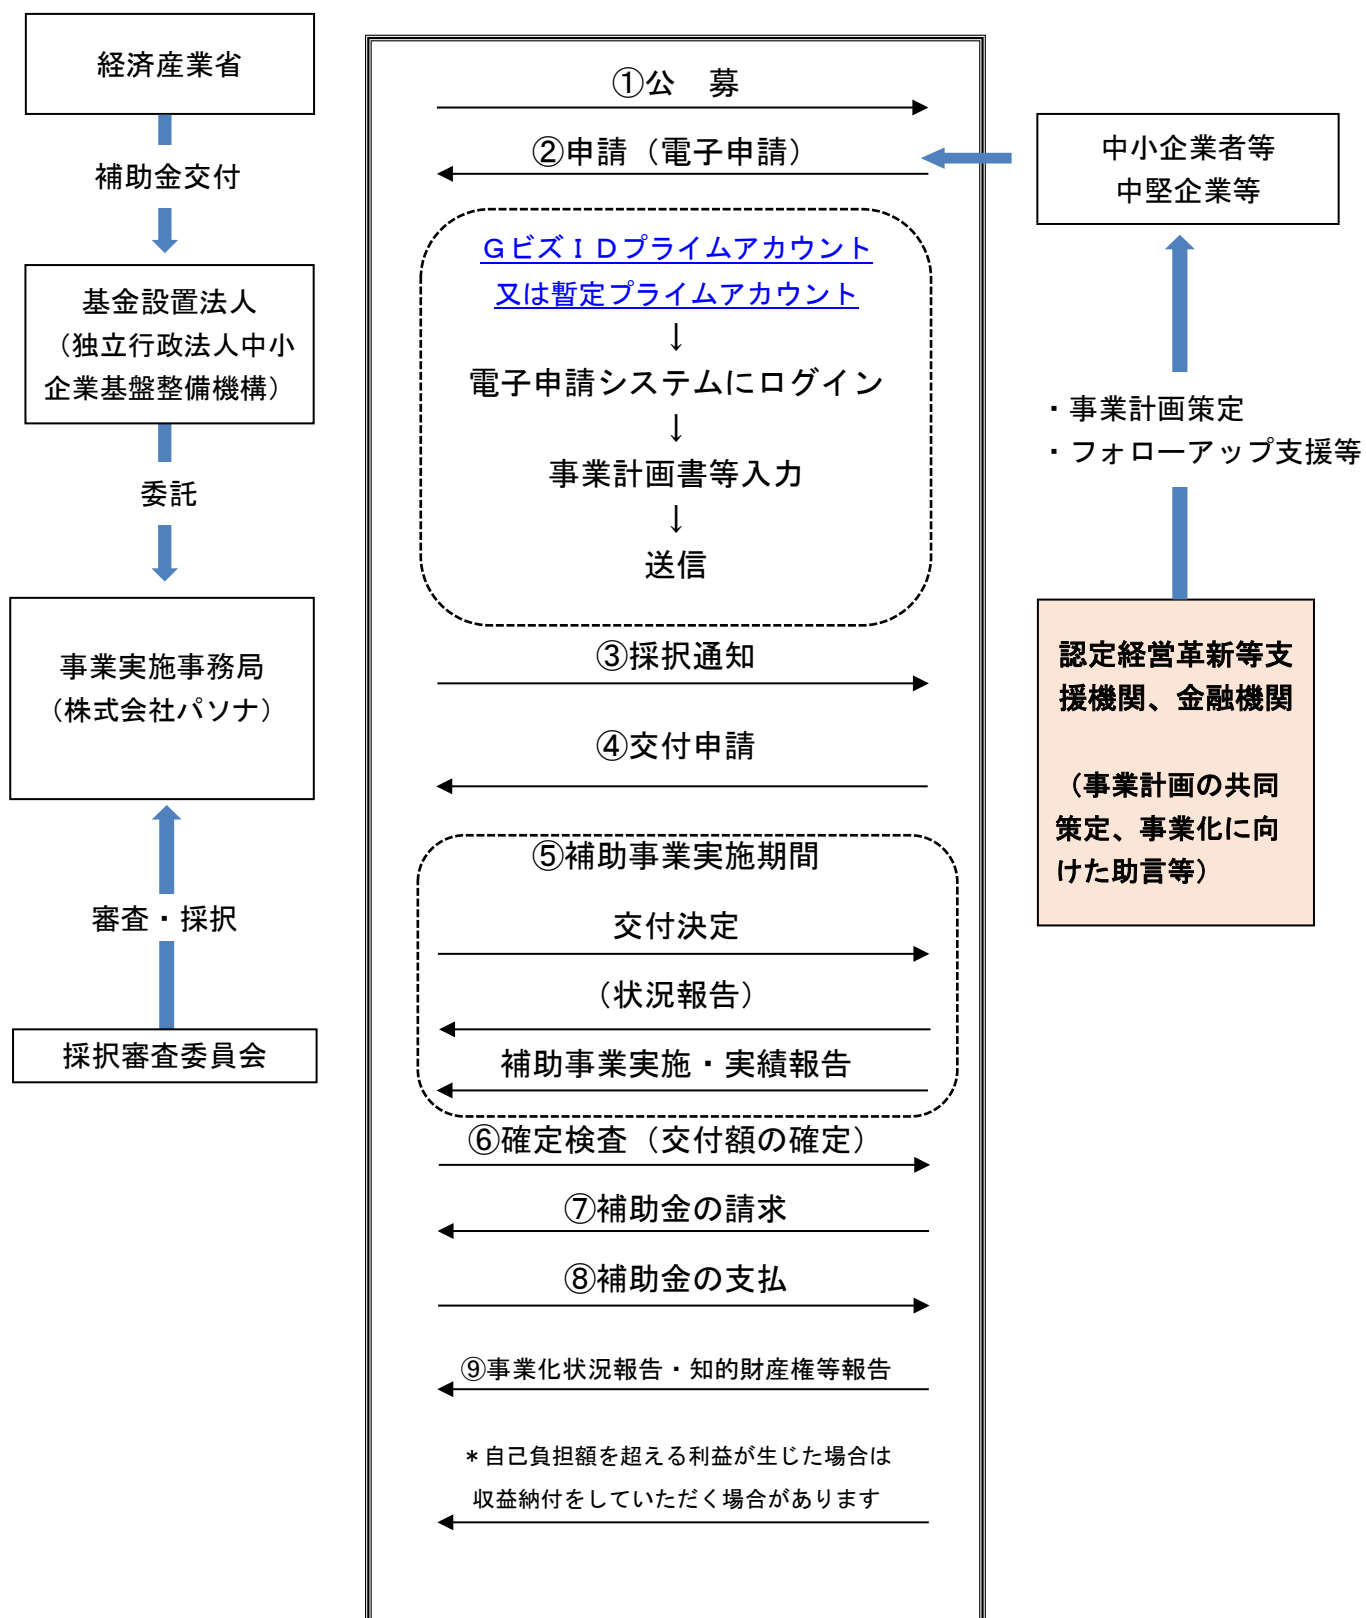 経済産業省
補助金交付
基金設置法人
（独立行政法人中小
企業基盤整備機構）
委託
事業実施事務局
（株式会社パソナ）
審査・採択
採択審査委員会
①公　募
②申請（電子申請）
ＧビズＩＤプライムアカウント
又は暫定プライムアカウント
↓
電子申請システムにログイン
↓
事業計画書等入力
↓
送信
③採択通知
④交付申請
⑤補助事業実施期間
交付決定
（状況報告）
補助事業実施・実績報告
⑥確定検査（交付額の確定）
⑦補助金の請求
⑧補助金の支払
⑨事業化状況報告・知的財産権等報告
＊自己負担額を超える利益が生じた場合は
収益納付をしていただく場合があります
中小企業者等
中堅企業等
・事業計画策定
・フォローアップ支援等
認定経営革新等支
援機関、金融機関
（事業計画の共同
策定、事業化に向
けた助言等）